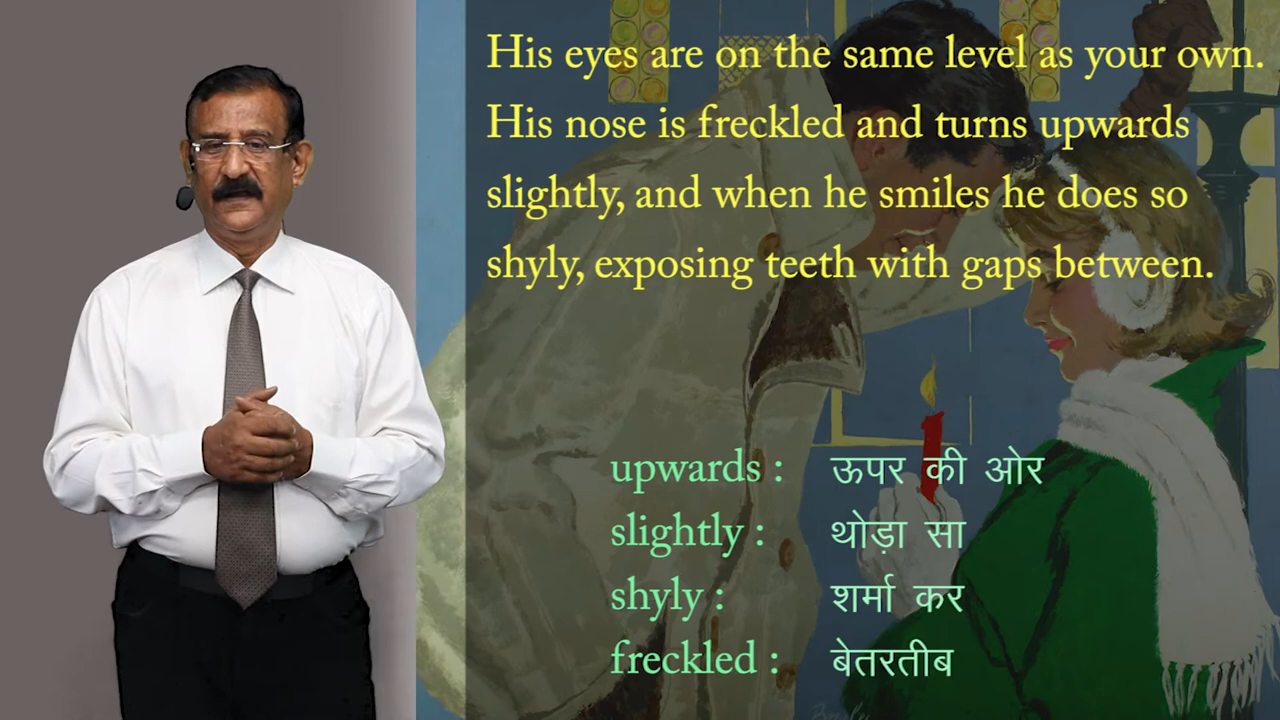 His eyes are on the same level as your own.
His nose is freckled and turns upwards
slightly, and when he smiles he does so
shyly, exposing teeth with gaps between.
upwards : ऊपर की ओर
slightly : थोड़ा सा
shyly : शर्मा कर
freckled : बेतरतीब